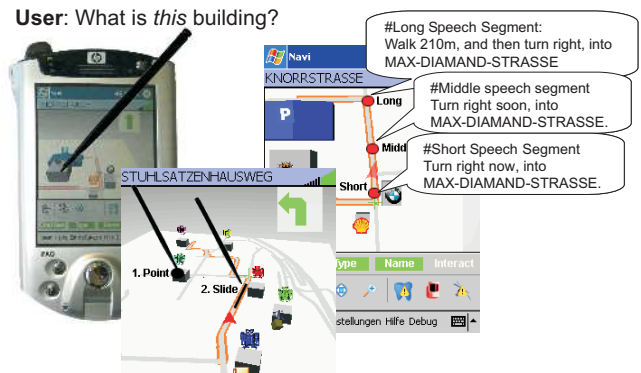 User: What is this building?
#Long Speech Segment:
Walk 210m, and then turn right, into
MAX-DIAMAND-STRASSE
Navi
KNORRSTRASSE
Long
#Middle speech segment
Turn right soon, into
MAX-DIAMAND-STRASSE.
P
Midd
#Short Speech Segment
Turn right now, into
MAX-DIAMAND-STRASSE.
Short
hp
STUHLSATZENHAUSWEG
1. Point
2. Slide
Type Name Interact
stellungen Hilfe Debug
iPAQ